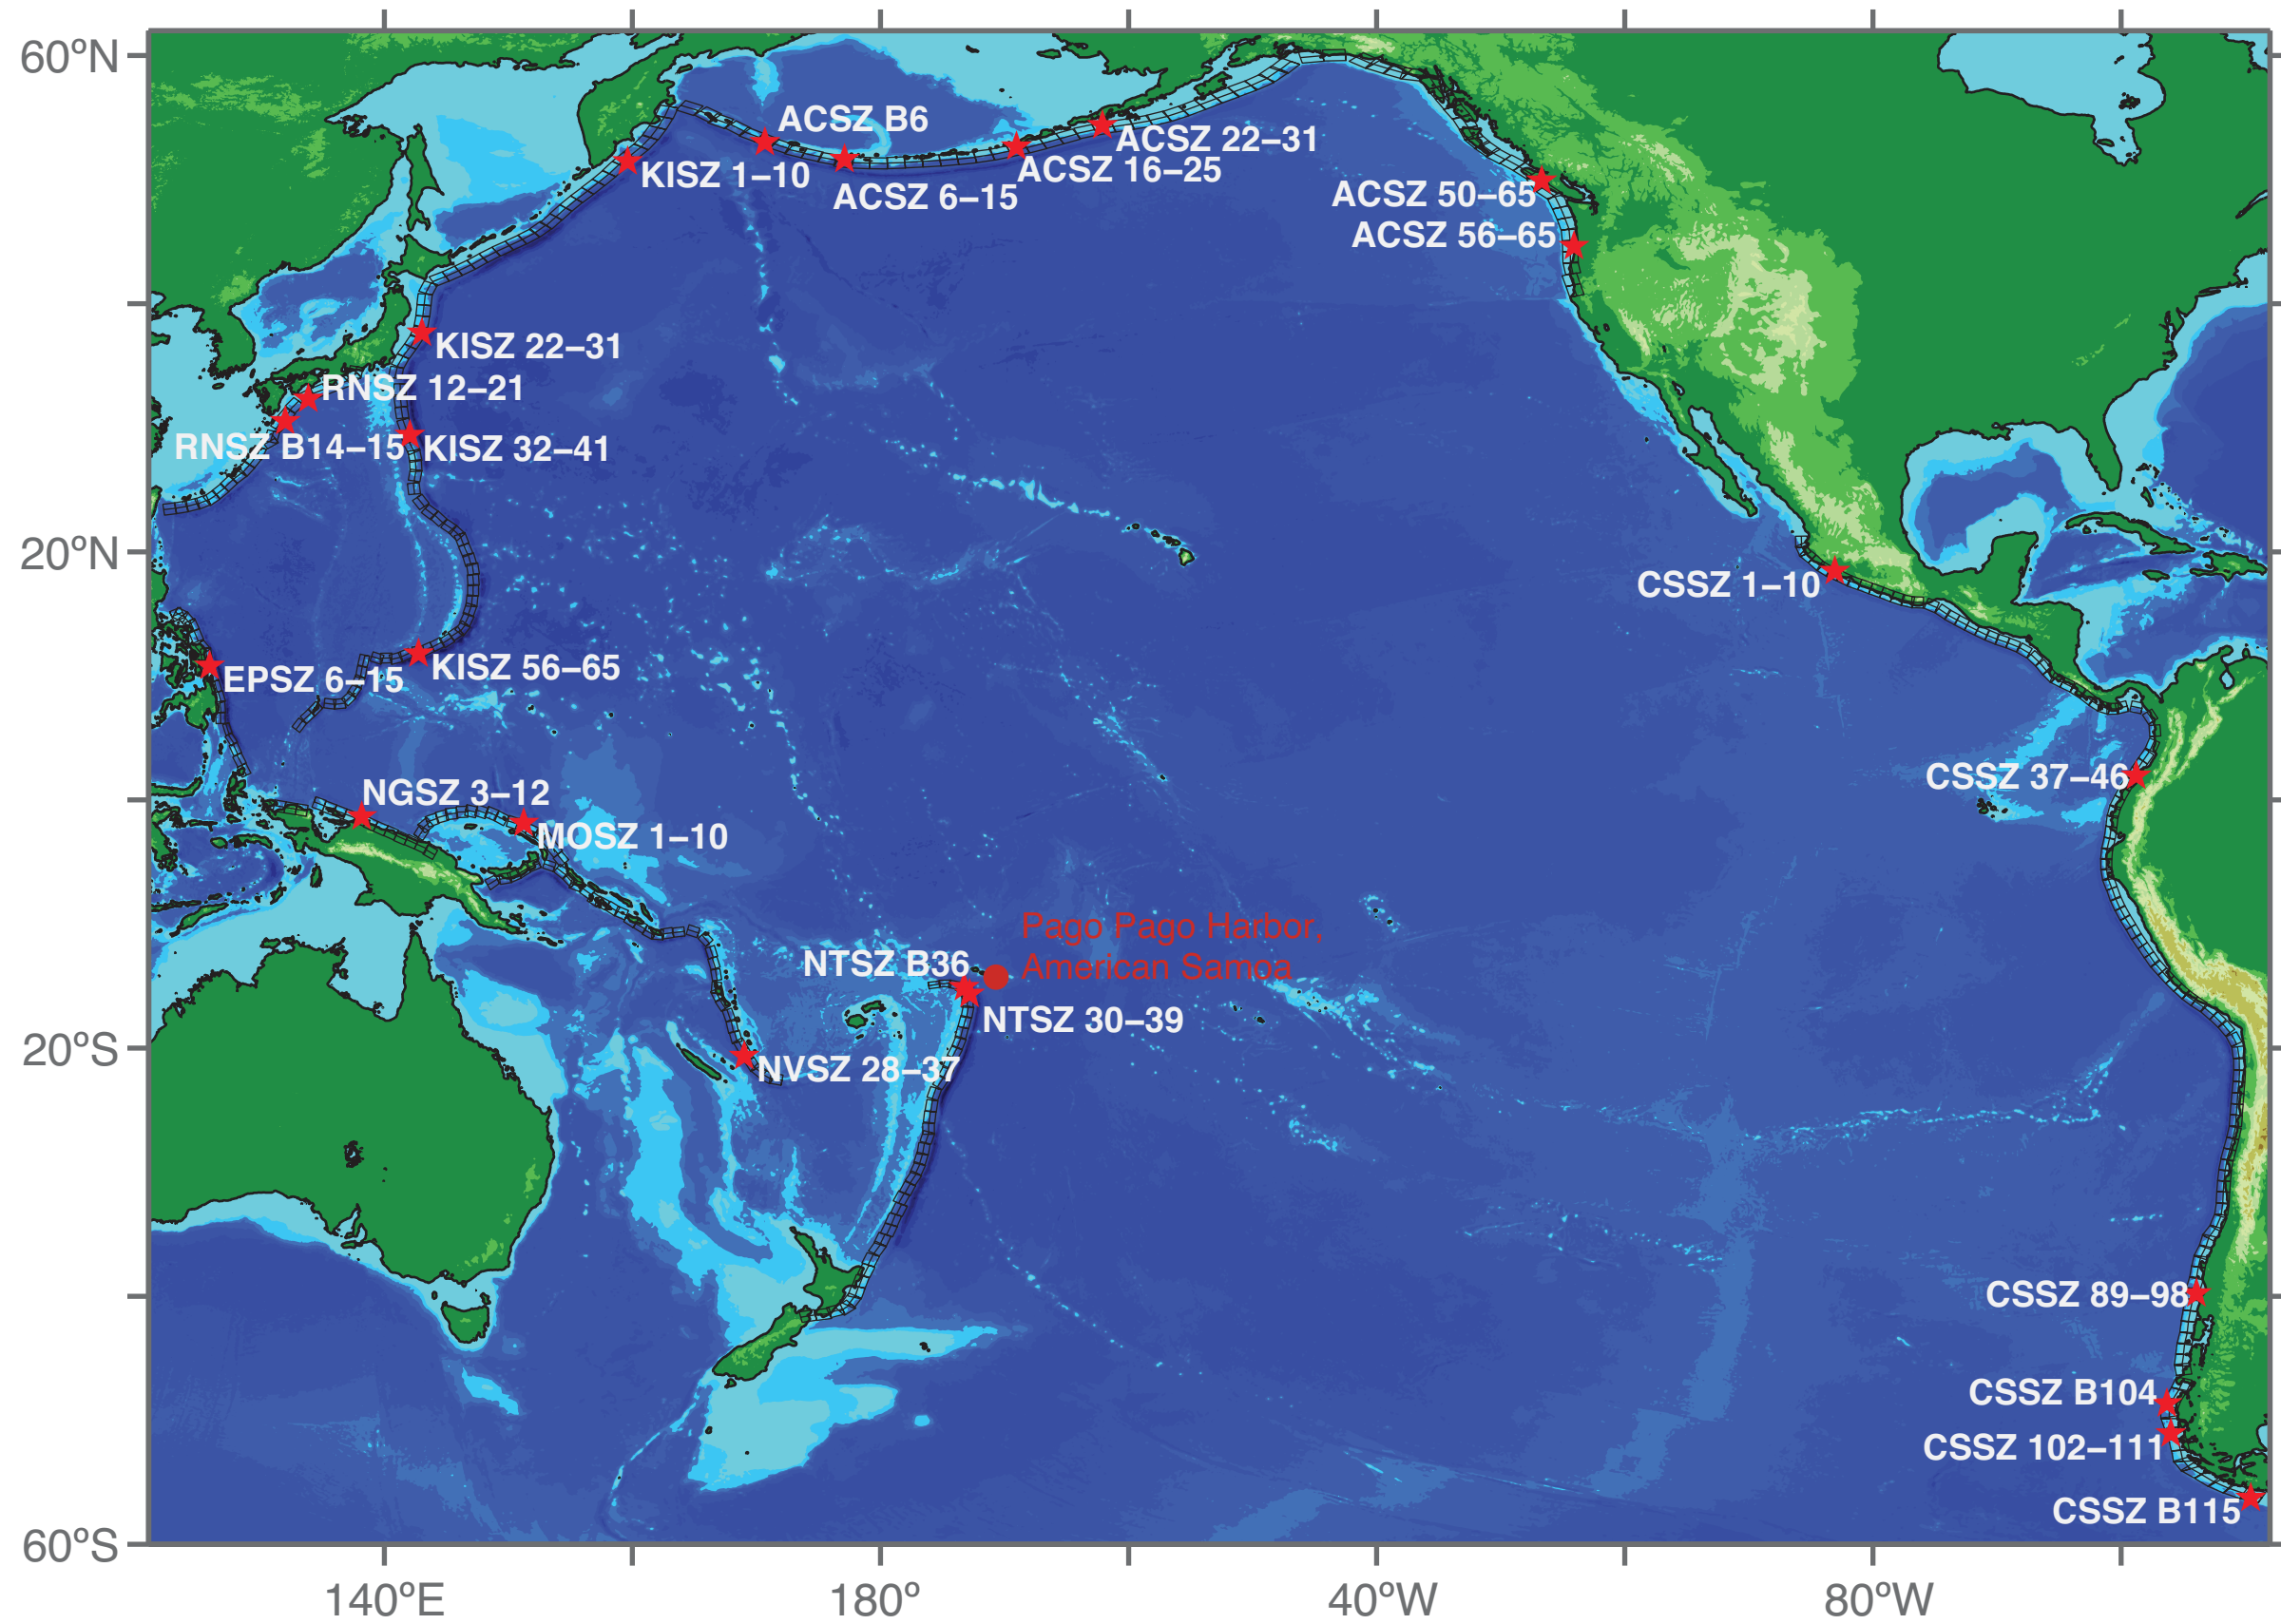 60°N
ACSZ B6
ACSZ 22–31
KISZ 1–10
ACSZ 16–25
ACSZ 6–15
ACSZ 50–65
ACSZ 56–65
KISZ 22–31
RNSZ 12–21
RNSZ B14–15
KISZ 32–41
20°N
CSSZ 1–10
EPSZ 6–15
KISZ 56–65
CSSZ 37–46
NGSZ 3–12
MOSZ 1–10
Pago Pago Harbor,
American Samoa
NTSZ B36
NTSZ 30–39
20°S
NVSZ 28–37
CSSZ 89–98
CSSZ B104
CSSZ 102–111
CSSZ B115
60°S
140°E
180°
40°W
80°W